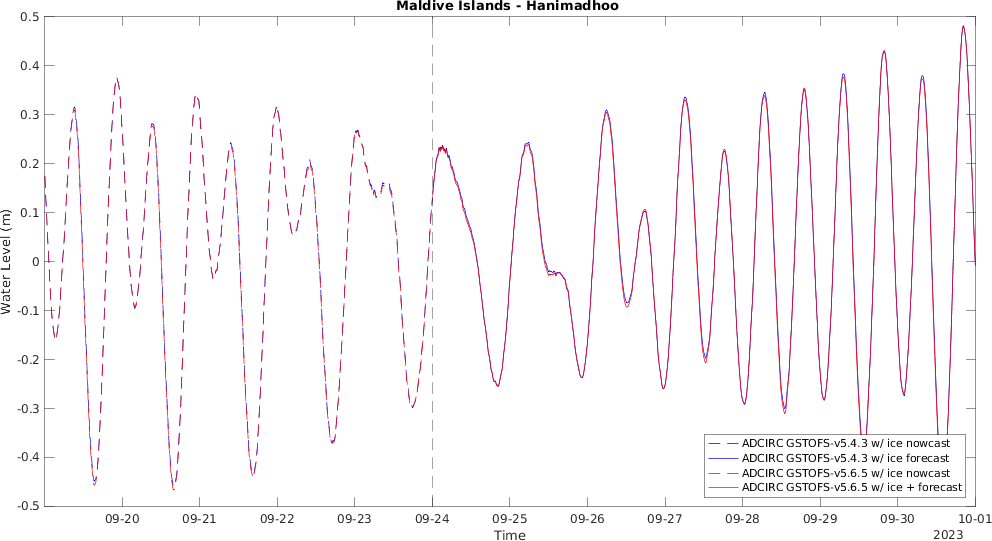 Maldive Islands - Hanimadhoo
0.5
0.4
0.3
0.2
0.1
0
-0.1
-0.2
-0.3
-0.4
-0.5
Water Level (m)
ADCIRC GSTOFS-v5.4.3 w/ ice nowcast
ADCIRC GSTOFS-v5.4.3 w/ ice forecast
ADCIRC GSTOFS-v5.6.5 w/ ice nowcast
ADCIRC GSTOFS-v5.6.5 w/ ice + forecast
09-20 09-21 09-22 09-23 09-24 09-25 09-26 09-27 09-28 09-29 09-30 10-01
Time
2023